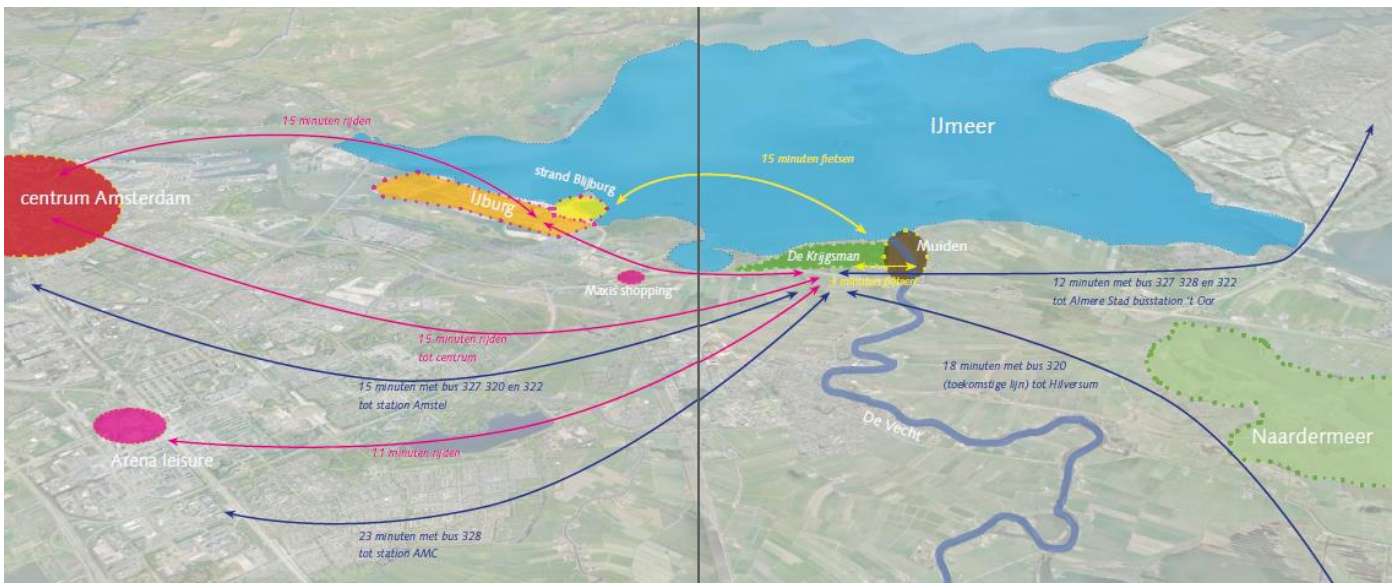 15 minuten rijden
IJmeer
15 minuten fietsen
strand Blijburg
centrum Amsterdam
IJburg
Muiden
De Krijgsman
Maxis shopping
3 minuten fietsen
12 minuten met bus 327 328 en 322
tot Almere Stad busstation 't Oor
15 minuten rijden
tot centrum
15 minuten met bus 327 320 en 322
tot station Amstel
18 minuten met bus 320
(toekomstige lijn) tot Hilversum
De Vecht
Naardermeer
11 minuten rijden
Arena leisure
23 minuten met bus 328
tot station AMC